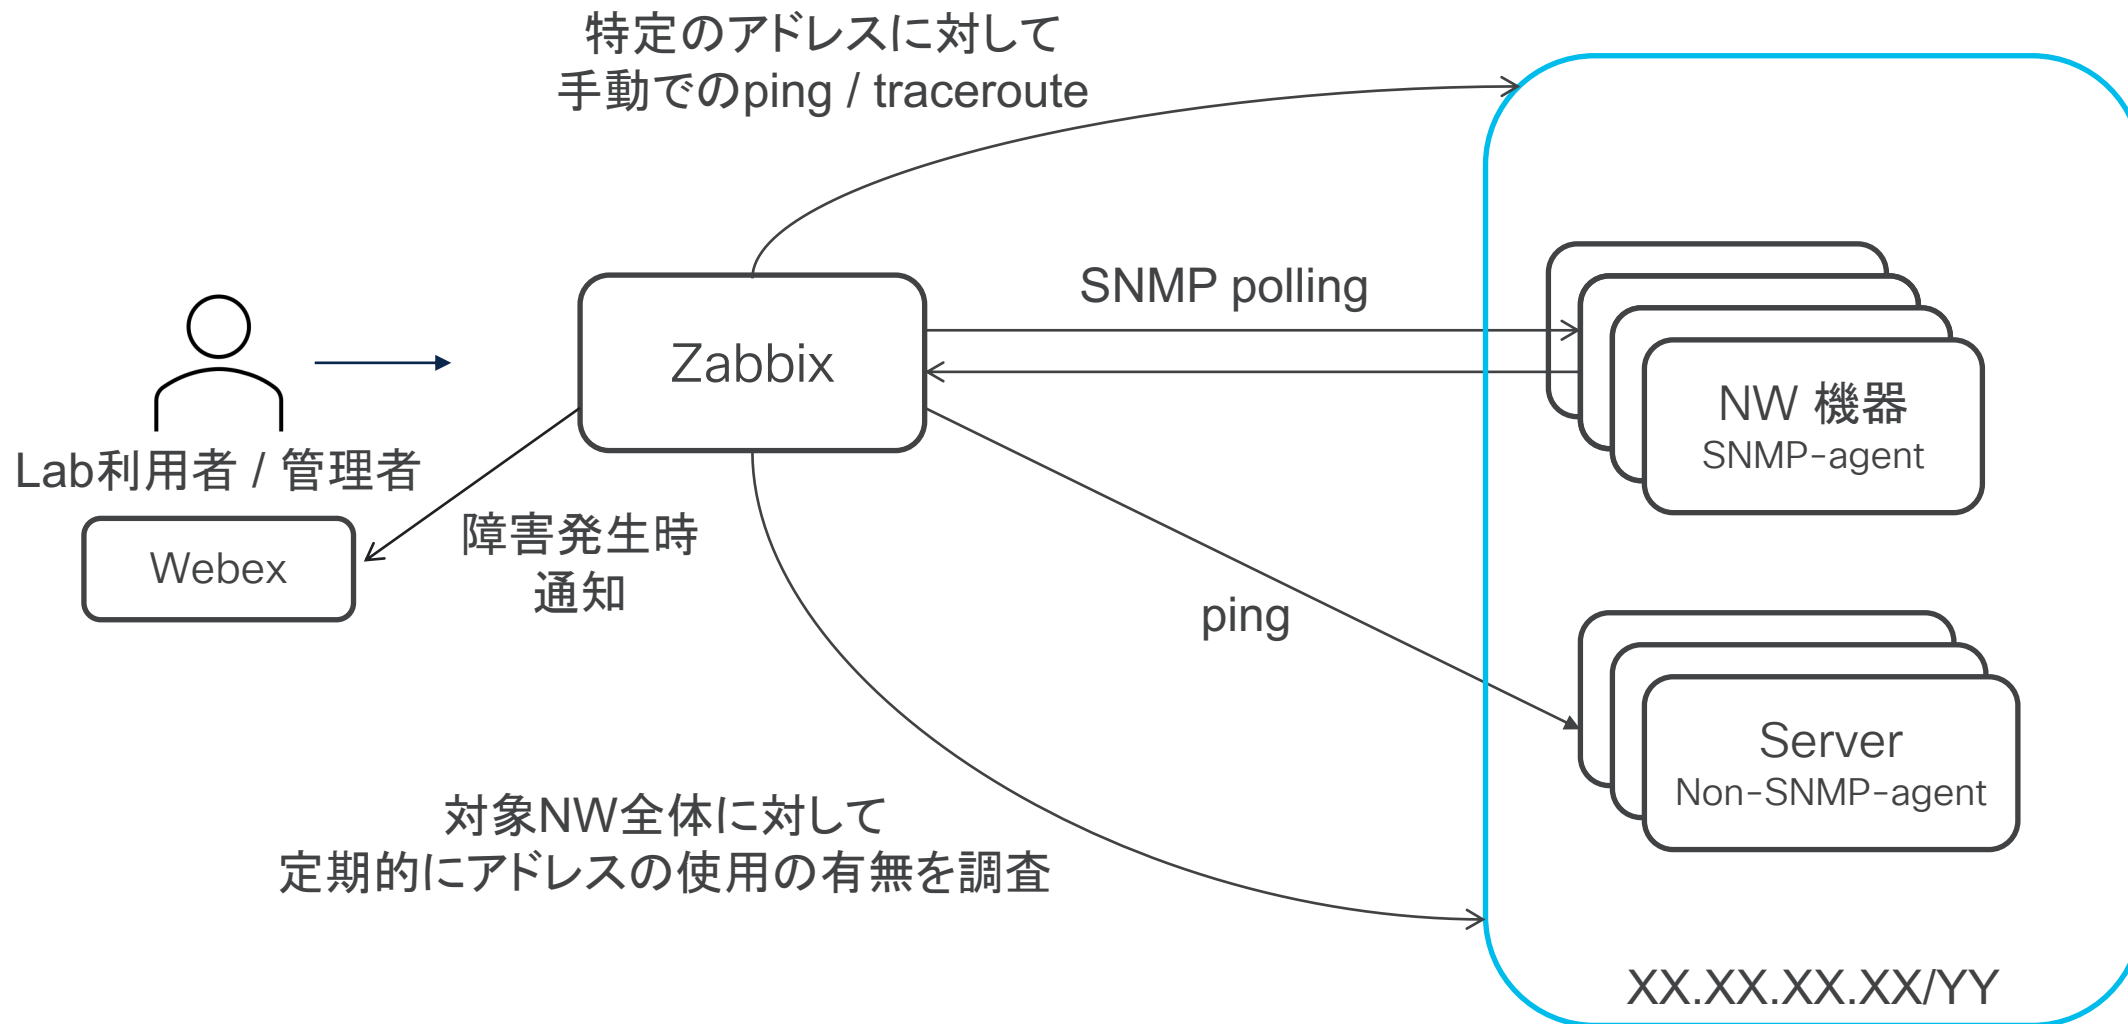 特定のアドレスに対して
手動でのping / traceroute
SNMP polling
Zabbix
NW 機器
SNMP-agent
Lab利用者 / 管理者
Webex
障害発生時
通知
ping
Server
Non-SNMP-agent
対象NW全体に対して
定期的にアドレスの使用の有無を調査
XX.XX.XX.XX/YY